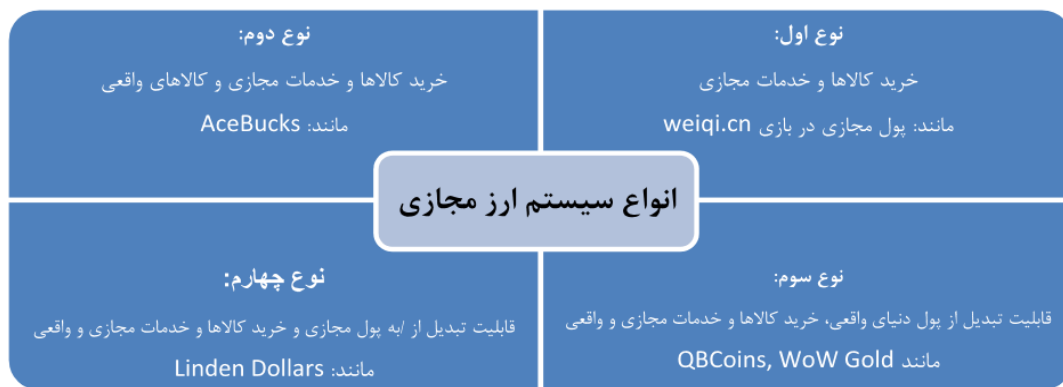 نوع اول:
خرید کالاها و خدمات مجازی
مانند: پول مجازی در بازی weiqi.cn
نوع دوم:
خرید کالاها و خدمات مجازی و کالاهای واقعی
مانند: AceBucks
انواع سیستم ارز مجازی
نوع سوم:
قابلیت تبدیل از پول دنیای واقعی، خرید کالاها و خدمات مجازی و واقعی
مانند QBCoins, WoW Gold
نوع چهارم:
قابلیت تبدیل از /به پول مجازی و خرید کالاها و خدمات مجازی و واقعی
مانند: Linden Dollars